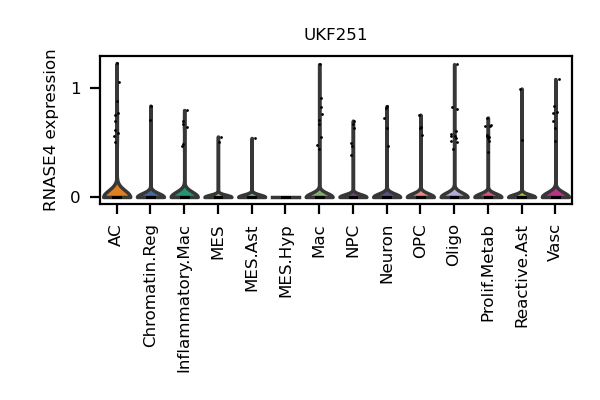 UKF251
RNASE4 expression
1
0
AC
Chromatin.Reg
Inflammatory.Mac
MES
MES.Ast
MES.Hyp
Mac
NPC
Neuron
OPC
Oligo
Prolif.Metab
Reactive.Ast
Vasc